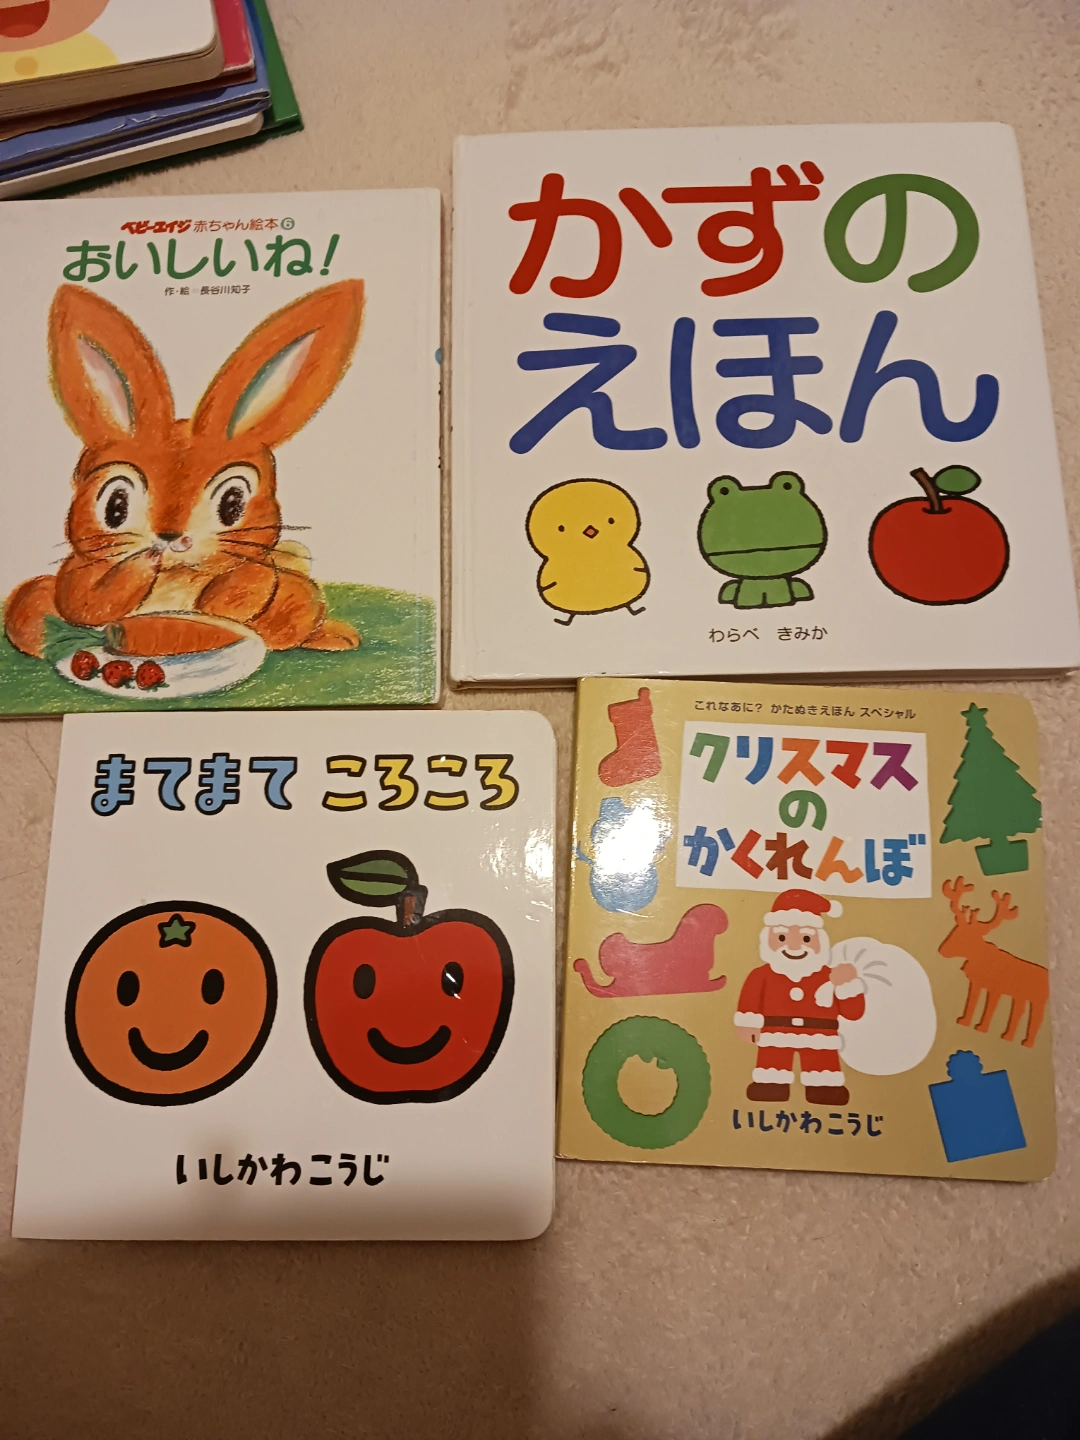 ベビーエイジ 赤ちゃん絵本 6
おいしいね!
作・絵 長谷川知子
かずの
えほん
わらべ きみか
まてまて ころころ
いしかわこうじ
これなあに? かたぬきえほん スペシャル
クリスマス
の
かくれんぼ
いしかわこうじ